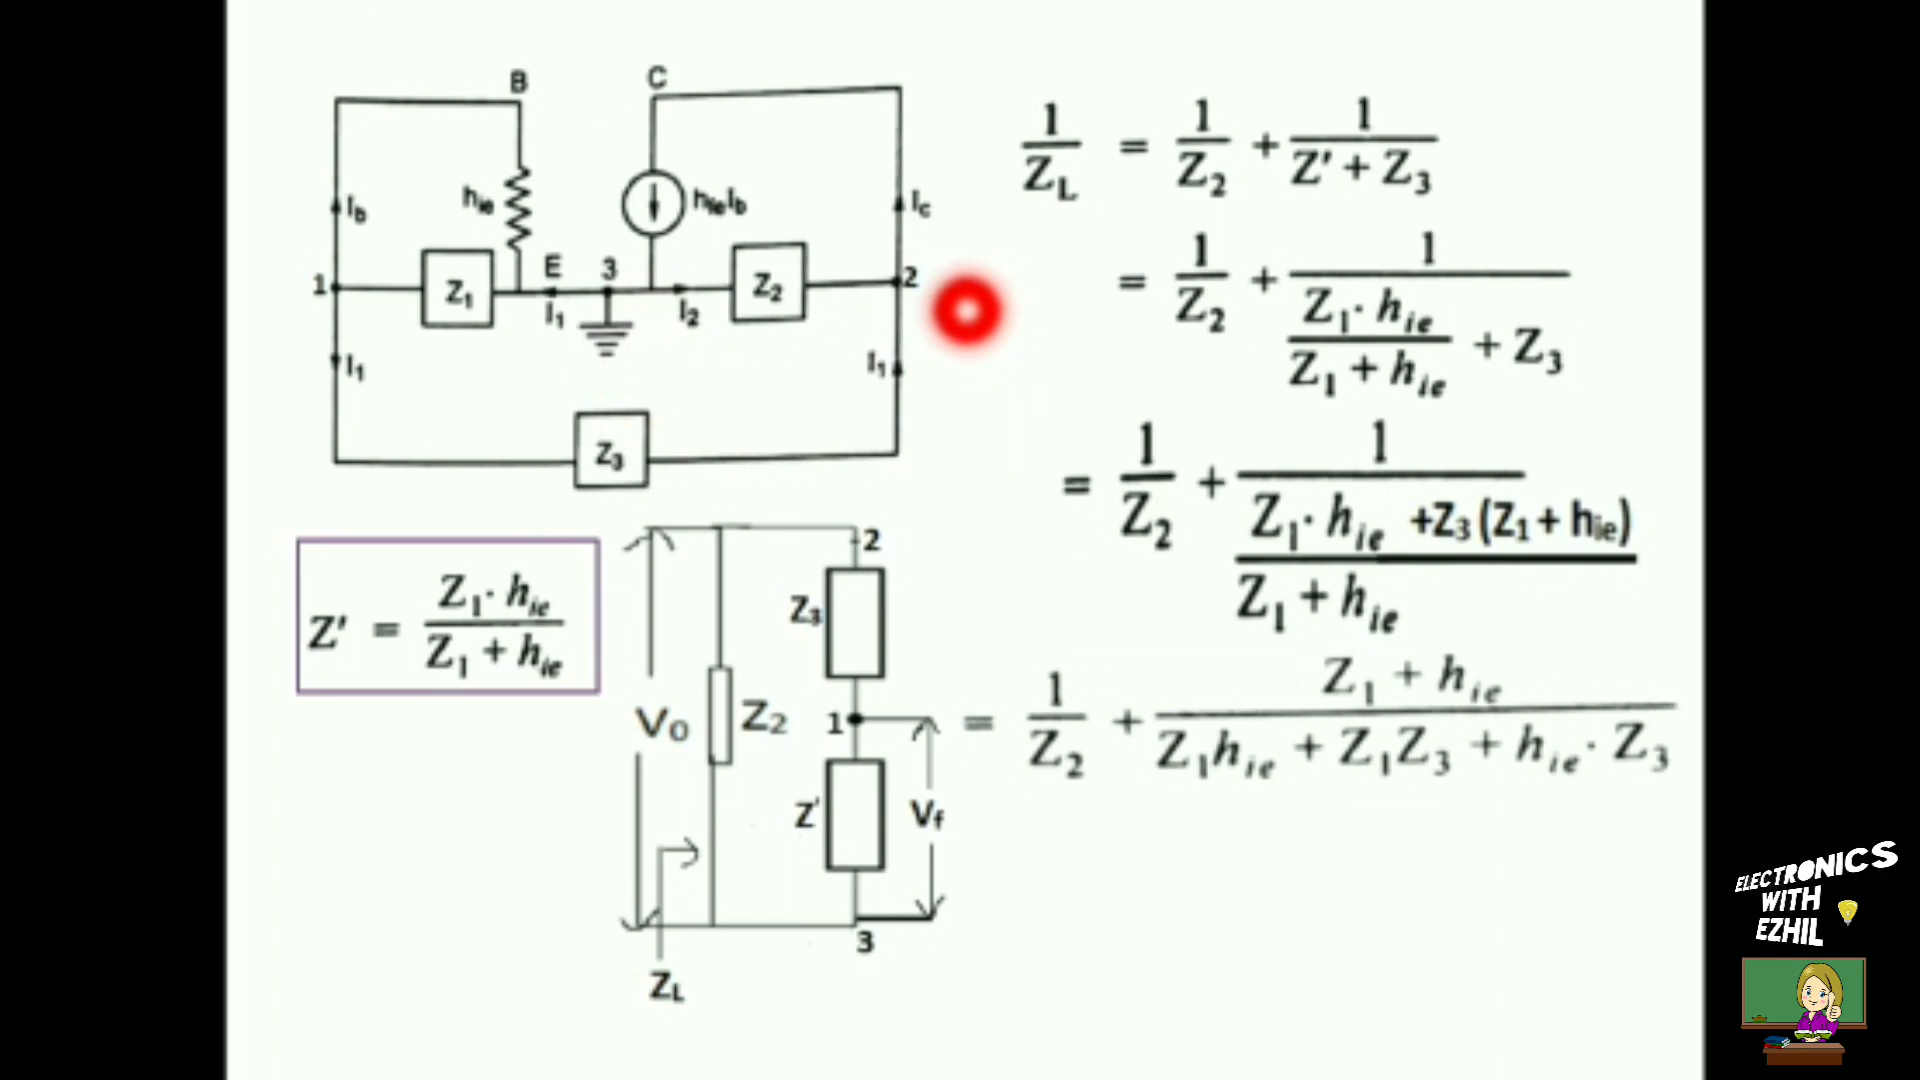 B
C
h_ie
h_ie I_b
I_b
I_c
1
Z_1
E
3
Z_2
2
I_1
I_2
I_1
I_1
Z_3
1/Z_L = 1/Z_2 + 1/(Z' + Z_3)
= 1/Z_2 + 1/((Z_1 · h_ie)/(Z_1 + h_ie) + Z_3)
= 1/Z_2 + 1/((Z_1 · h_ie + Z_3 (Z_1 + h_ie))/(Z_1 + h_ie))
= 1/Z_2 + (Z_1 + h_ie)/(Z_1 h_ie + Z_1 Z_3 + h_ie · Z_3)
Z' = (Z_1 · h_ie)/(Z_1 + h_ie)
2
Z_3
V_0
Z_2
1
Z'
V_f
3
Z_L
ELECTRONICS
WITH
EZHIL